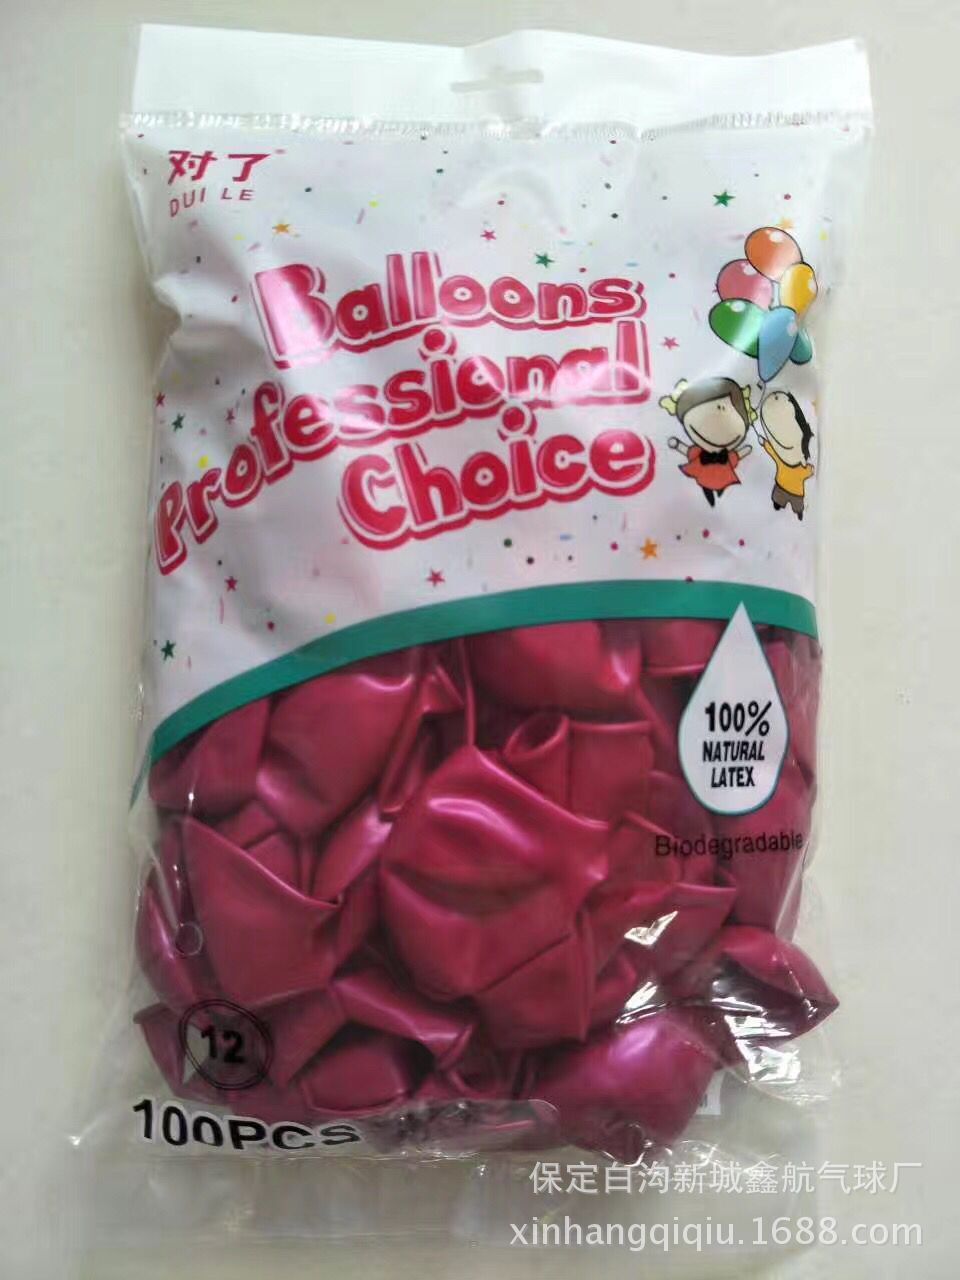 对了
DUI LE
Balloons
Professional
Choice
100%
NATURAL
LATEX
Biodegradable
12
100PCS
保定白沟新城鑫航气球厂
xinhangqiqiu.1688.com